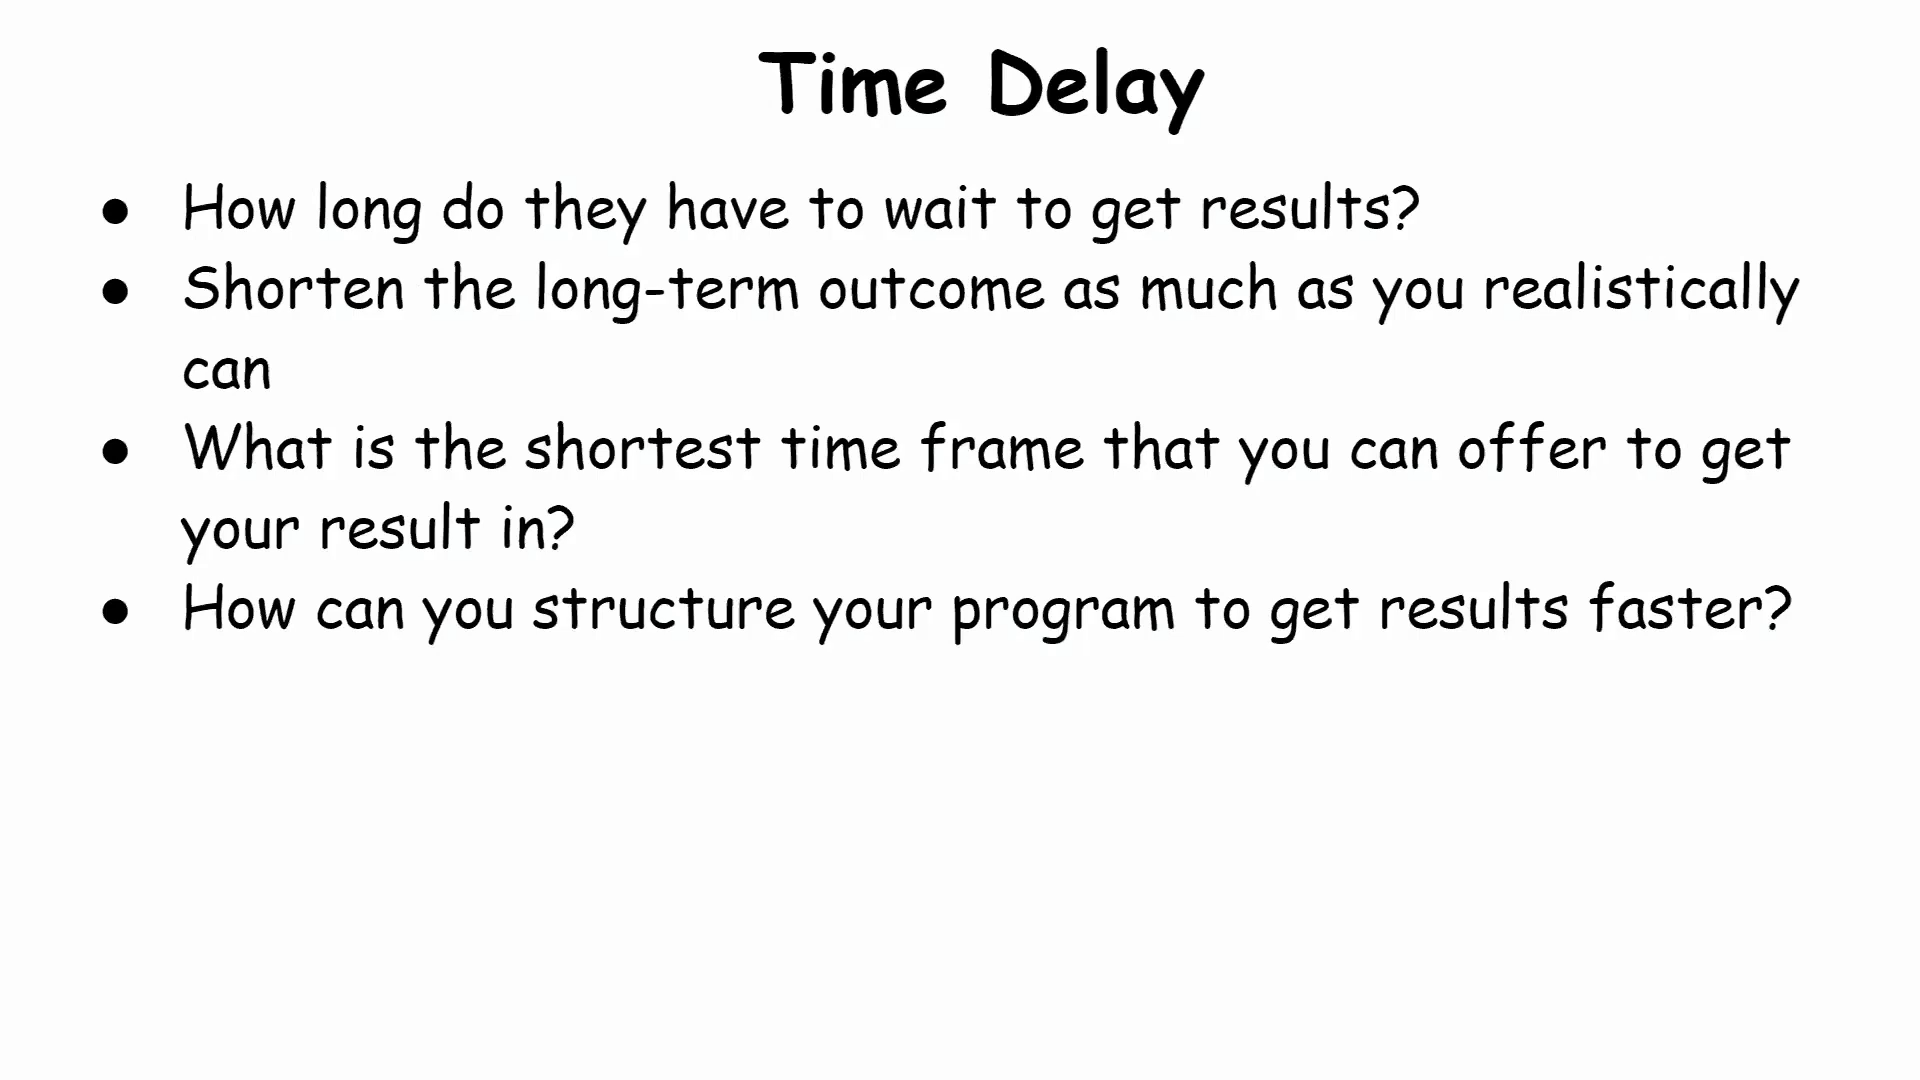 Time Delay
● How long do they have to wait to get results?
● Shorten the long-term outcome as much as you realistically
can
● What is the shortest time frame that you can offer to get
your result in?
● How can you structure your program to get results faster?